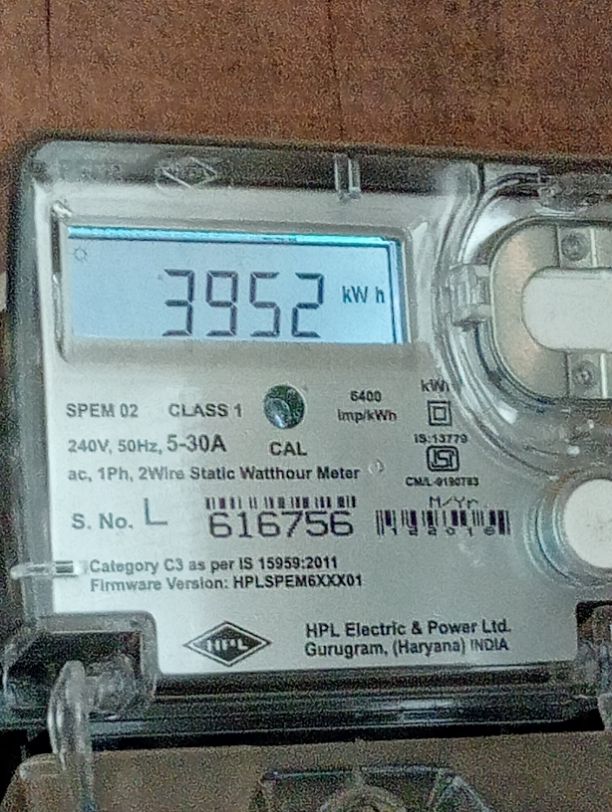 3952 kWh
SPEM 02 CLASS 1 6400 imp/kWh kWh
240V, 50Hz, 5-30A CAL IS:13779
ac, 1Ph, 2Wire Static Watthour Meter CM/L-9190783
S. No. L 616756 M/Yr 122016
Category C3 as per IS 15959:2011
Firmware Version: HPLSPEM6XXX01
HPL HPL Electric & Power Ltd.
Gurugram, (Haryana) INDIA